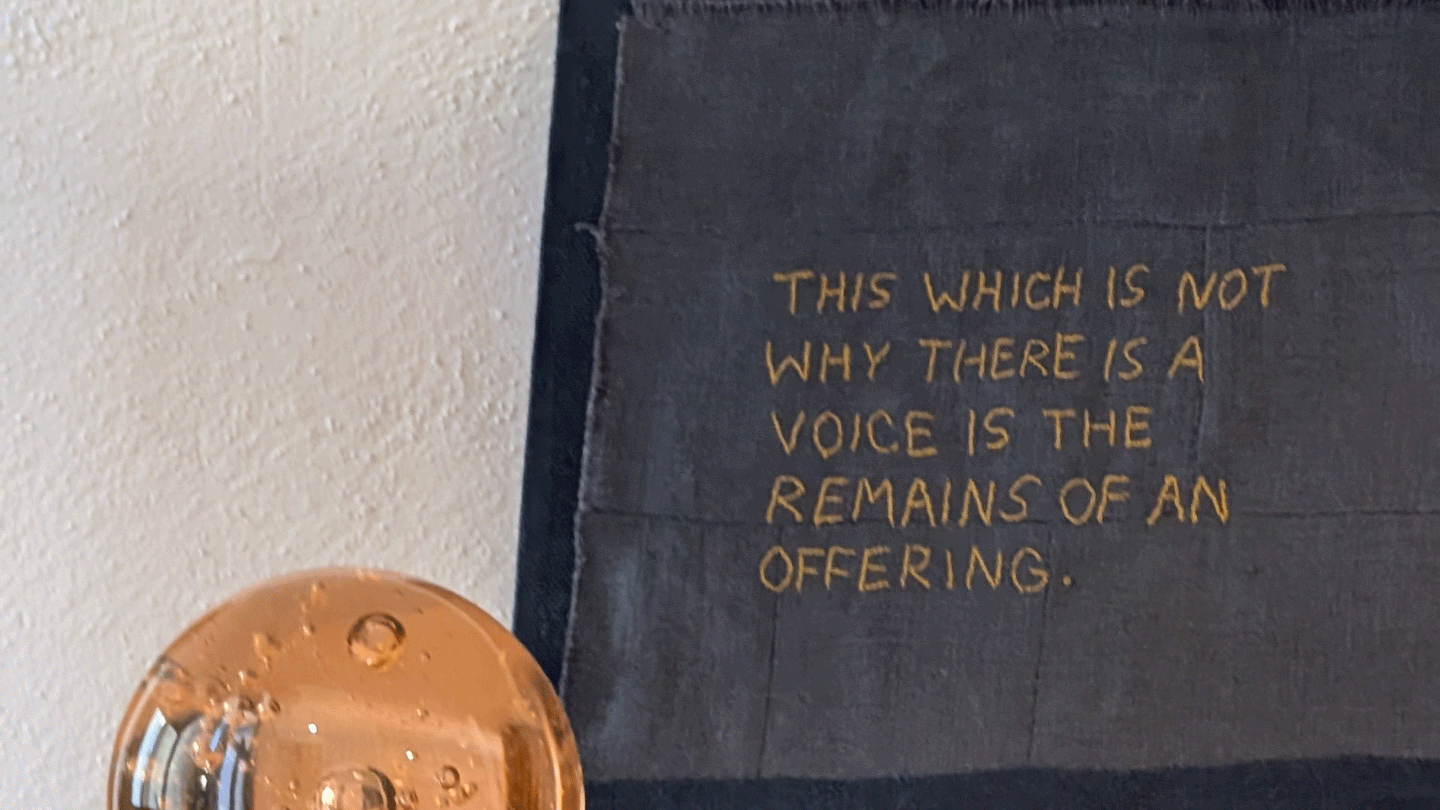 THIS WHICH IS NOT
WHY THERE IS A
VOICE IS THE
REMAINS OF AN
OFFERING.